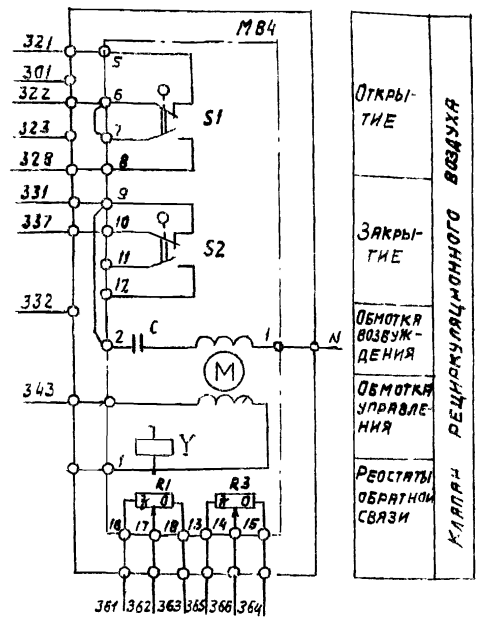 МВ4
321
5
301
322
6
S1
323
7
328
8
331
9
337
10
S2
11
12
332
2
C
1
N
М
343
Y
1
R1
R3
З О
З О
16
17
18
13
14
15
361
362
363
365
366
364
ОТКРЫ-
ТИЕ
ЗАКРЫ-
ТИЕ
ОБМОТКА
ВОЗБУЖ-
ДЕНИЯ
ОБМОТКА
УПРАВЛЕ-
НИЯ
РЕОСТАТЫ
ОБРАТНОЙ
СВЯЗИ
КЛАПАН РЕЦИРКУЛЯЦИОННОГО ВОЗДУХА